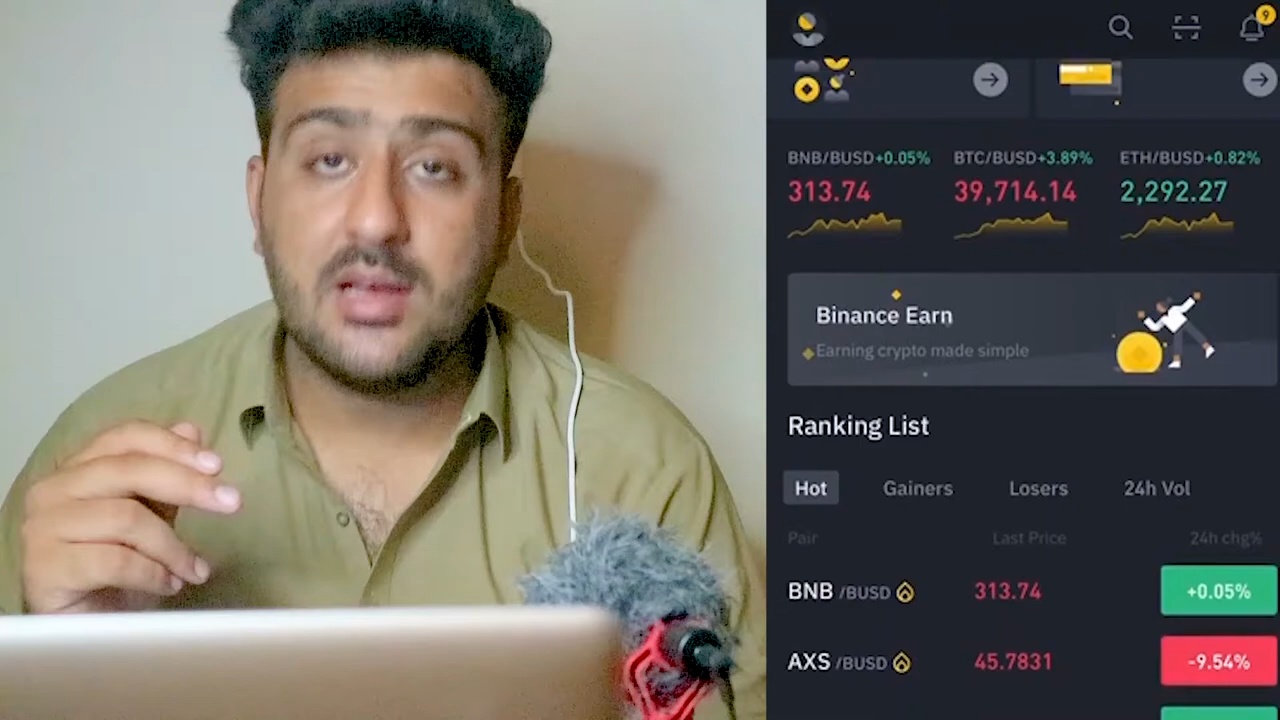 9
BNB/BUSD+0.05% BTC/BUSD+3.89% ETH/BUSD+0.82%
313.74 39,714.14 2,292.27
Binance Earn
Earning crypto made simple
Ranking List
Hot Gainers Losers 24h Vol
Pair Last Price 24h chg%
BNB /BUSD 313.74 +0.05%
AXS /BUSD 45.7831 -9.54%